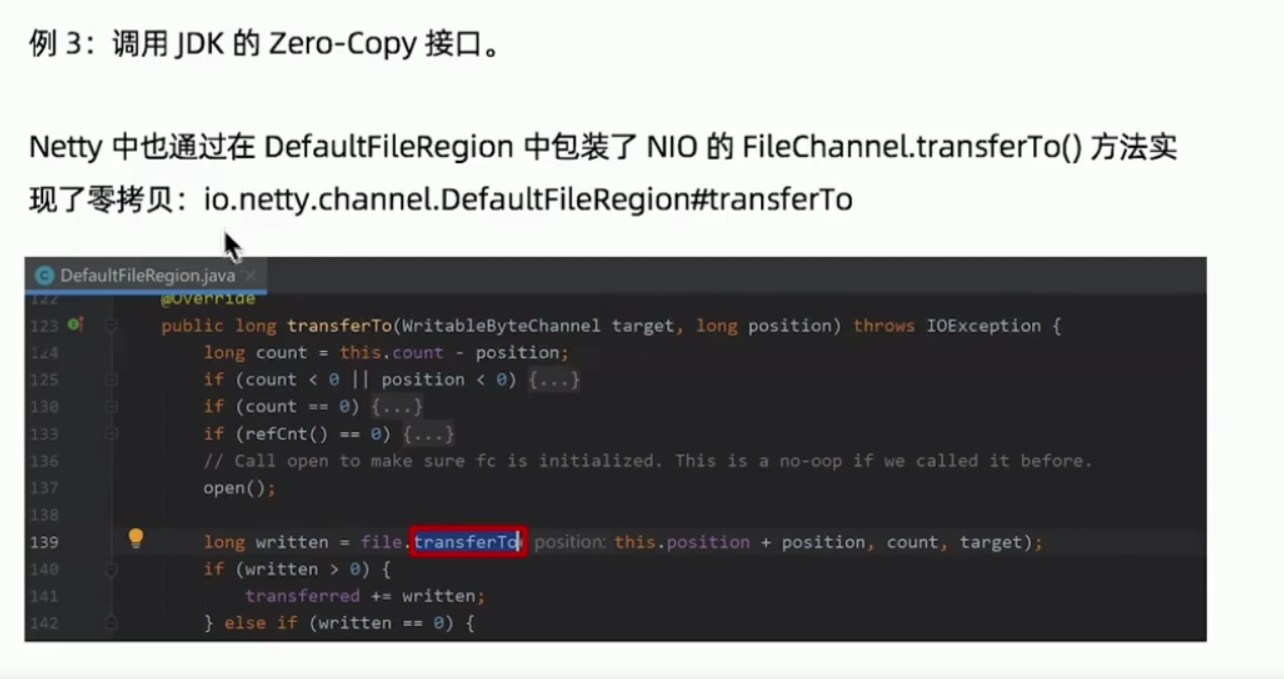 例 3：调用 JDK 的 Zero-Copy 接口。
Netty 中也通过在 DefaultFileRegion 中包装了 NIO 的 FileChannel.transferTo() 方法实
现了零拷贝：io.netty.channel.DefaultFileRegion#transferTo
DefaultFileRegion.java
122 @Override
123 public long transferTo(WritableByteChannel target, long position) throws IOException {
124 long count = this.count - position;
125 if (count < 0 || position < 0) {...}
130 if (count == 0) {...}
133 if (refCnt() == 0) {...}
136 // Call open to make sure fc is initialized. This is a no-oop if we called it before.
137 open();
138
139 long written = file.transferTo( position: this.position + position, count, target);
140 if (written > 0) {
141 transferred += written;
142 } else if (written == 0) {